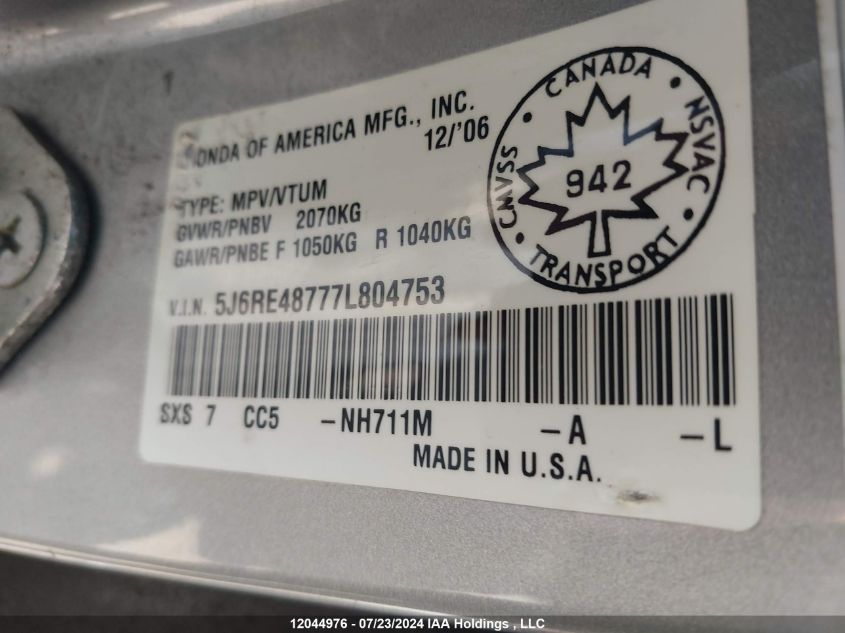 HONDA OF AMERICA MFG., INC.
12/'06
TYPE: MPV/VTUM
GVWR/PNBV 2070KG
GAWR/PNBE F 1050KG R 1040KG
V.I.N. 5J6RE48777L804753
SXS 7 CC5 -NH711M -A -L
MADE IN U.S.A.
CANADA • NSVAC • TRANSPORT • CMVSS •
942
12044976 - 07/23/2024 IAA Holdings , LLC